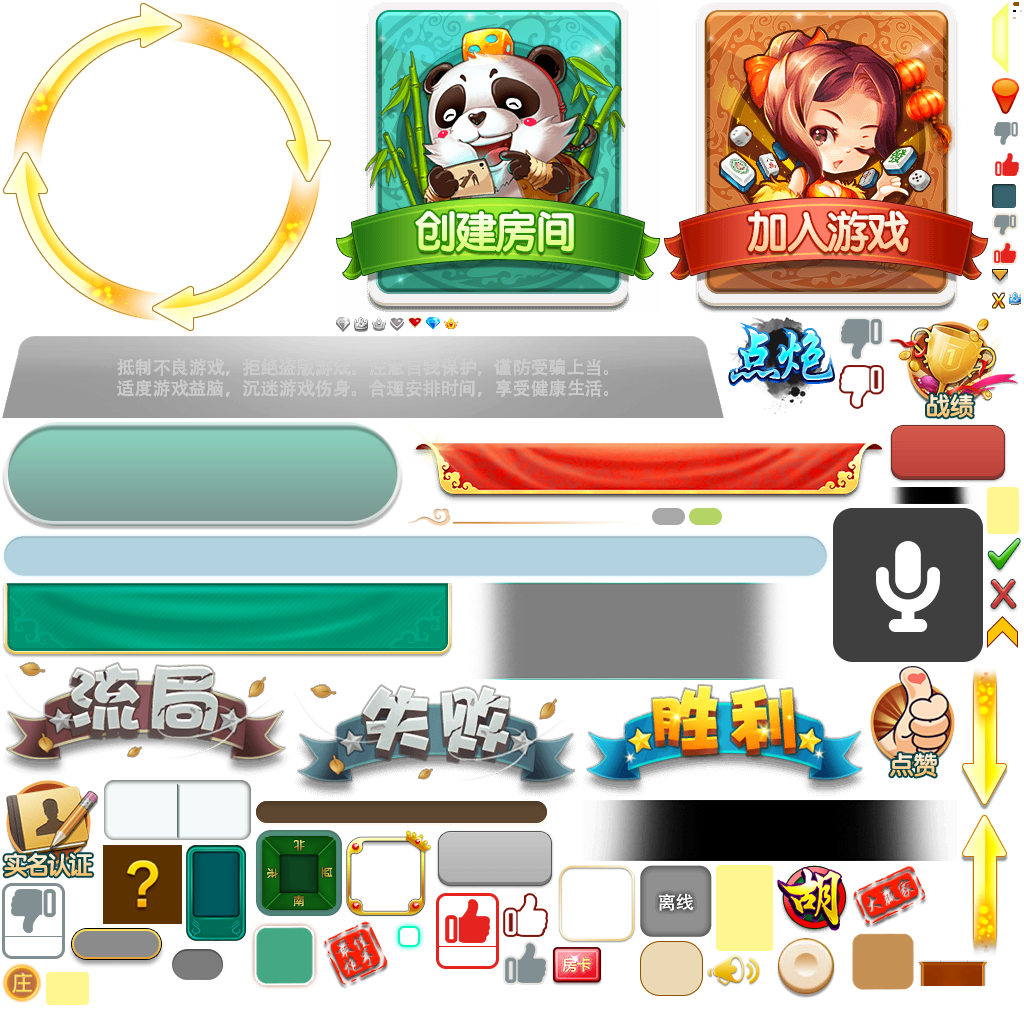 创建房间
加入游戏
抵制不良游戏，拒绝盗版游戏。注意自我保护，谨防受骗上当。
适度游戏益脑，沉迷游戏伤身。合理安排时间，享受健康生活。
点炮
1
战绩
流局
失败
胜利
点赞
实名认证
?
北
南
离线
胡
大赢家
房卡
庄